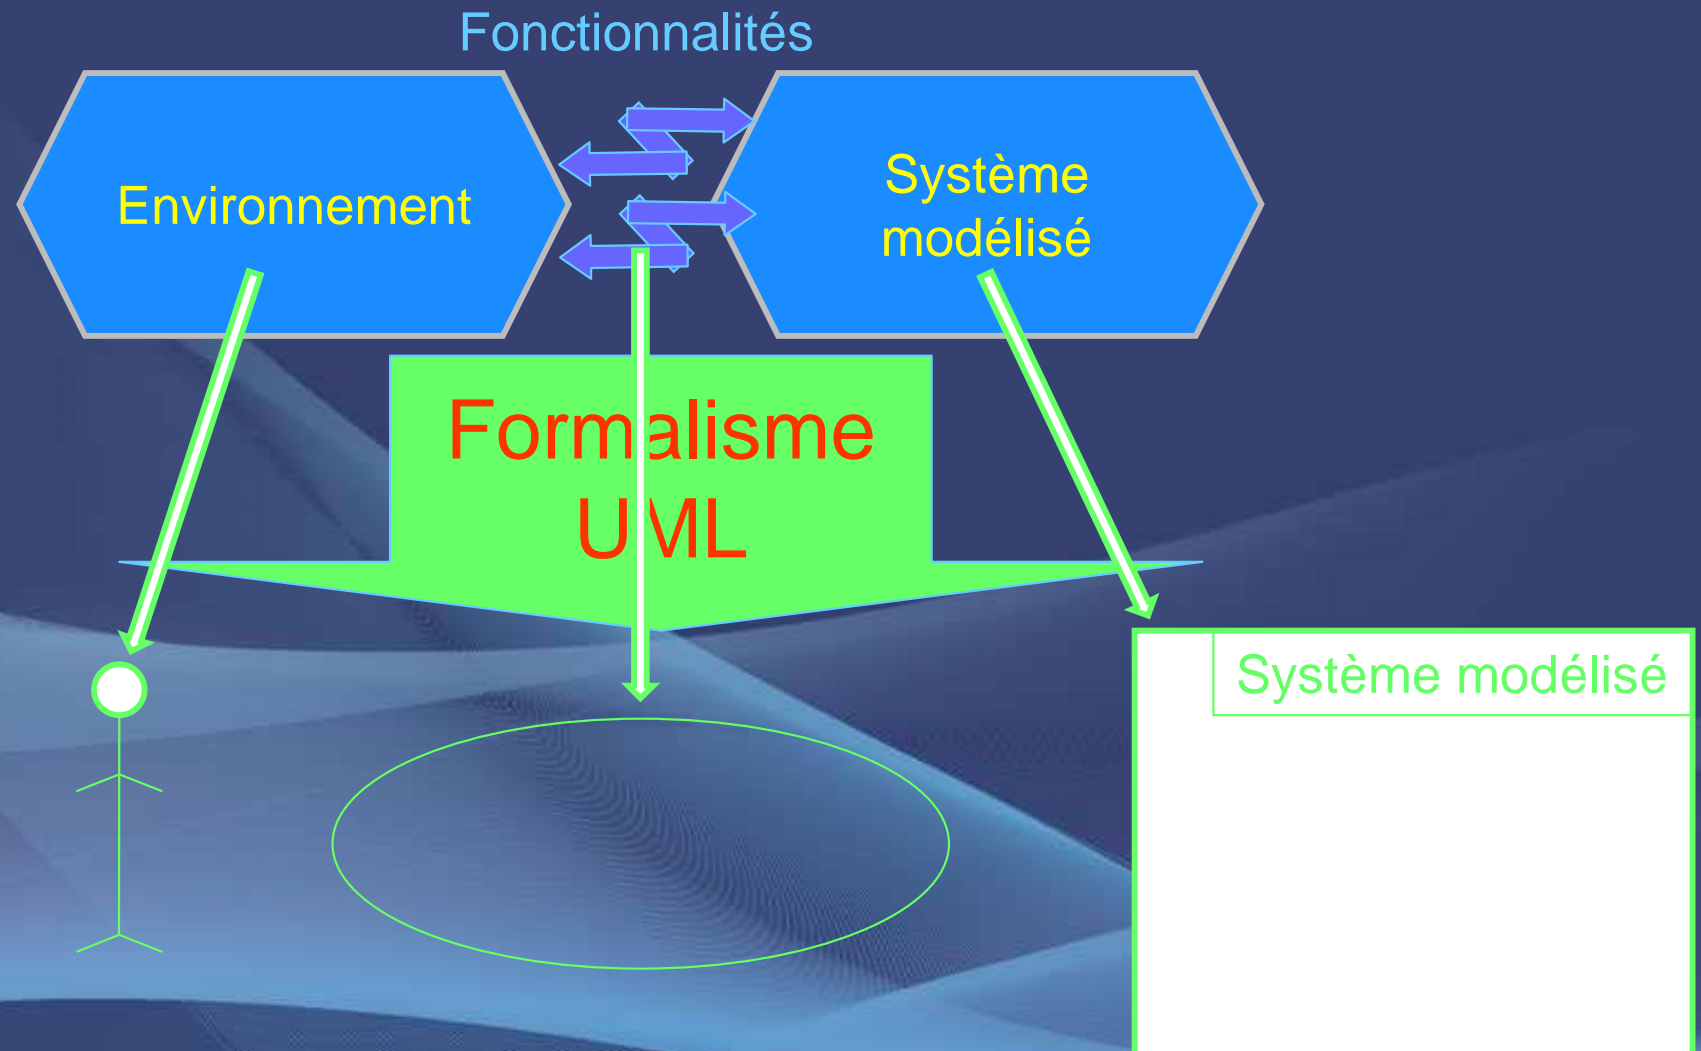 Fonctionnalités
Environnement
Système
modélisé
Formalisme
UML
Système modélisé